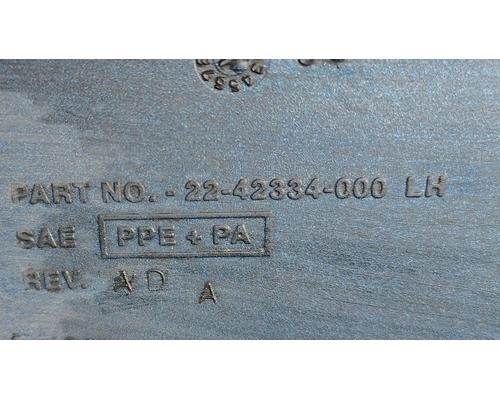 PART NO. - 22-42334-000 LH
SAE PPE + PA
REV. AD
A